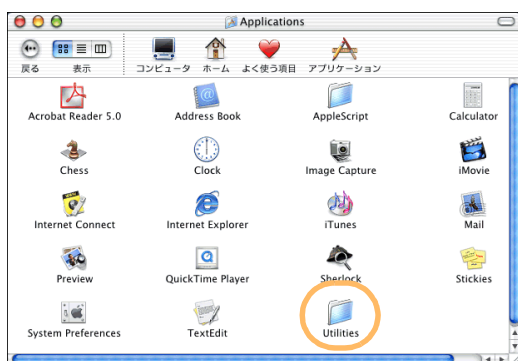 Applications
戻る 表示 コンピュータ ホーム よく使う項目 アプリケーション
Acrobat Reader 5.0 Address Book AppleScript Calculator
Chess Clock Image Capture iMovie
Internet Connect Internet Explorer iTunes Mail
Preview QuickTime Player Sherlock Stickies
System Preferences TextEdit Utilities